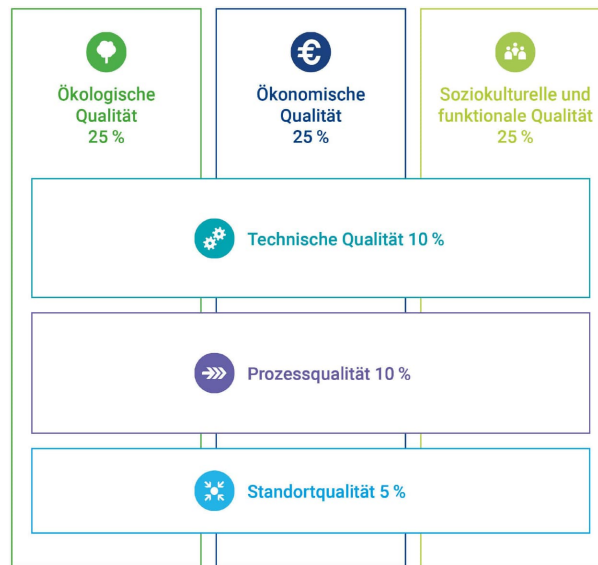 Ökologische
Qualität
25 %
Ökonomische
Qualität
25 %
Soziokulturelle und
funktionale Qualität
25 %
Technische Qualität 10 %
Prozessqualität 10 %
Standortqualität 5 %